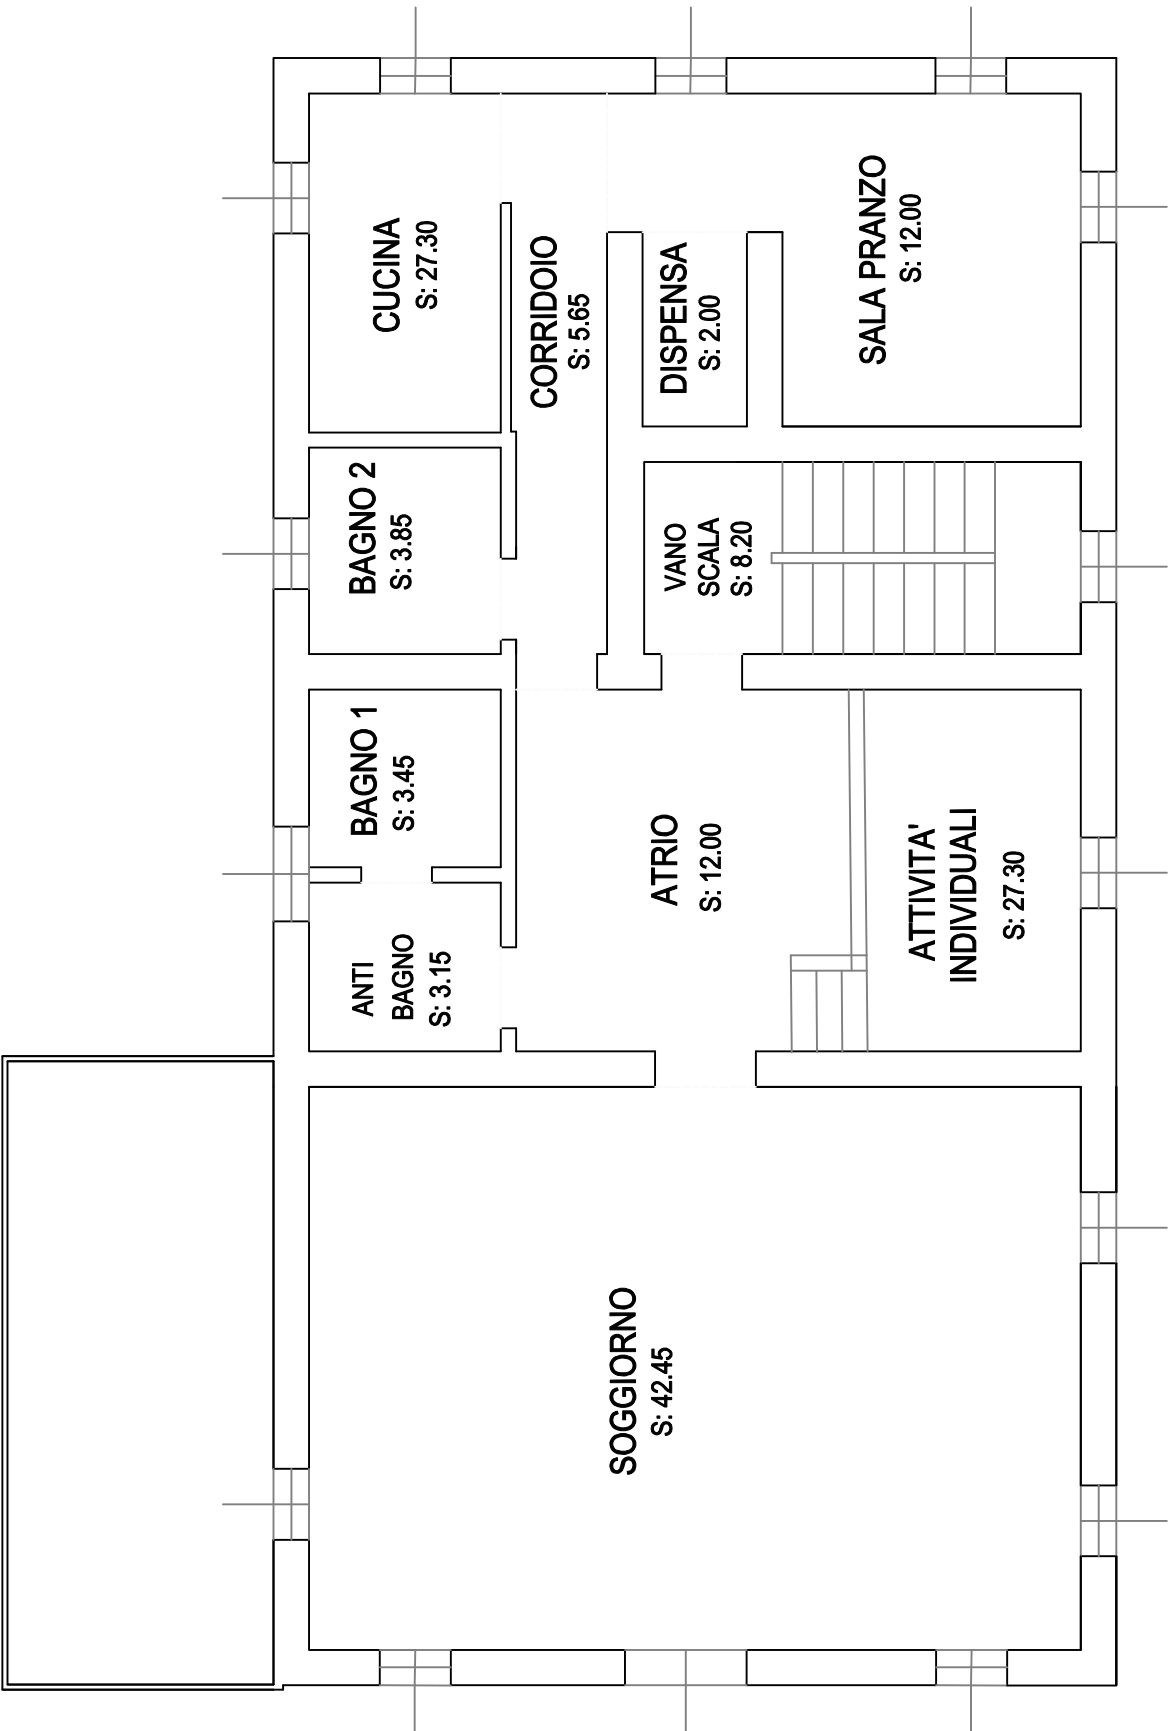 CUCINA
S: 27.30
CORRIDOIO
S: 5.65
DISPENSA
S: 2.00
SALA PRANZO
S: 12.00
BAGNO 2
S: 3.85
VANO
SCALA
S: 8.20
BAGNO 1
S: 3.45
ATRIO
S: 12.00
ATTIVITA'
INDIVIDUALI
S: 27.30
ANTI
BAGNO
S: 3.15
SOGGIORNO
S: 42.45